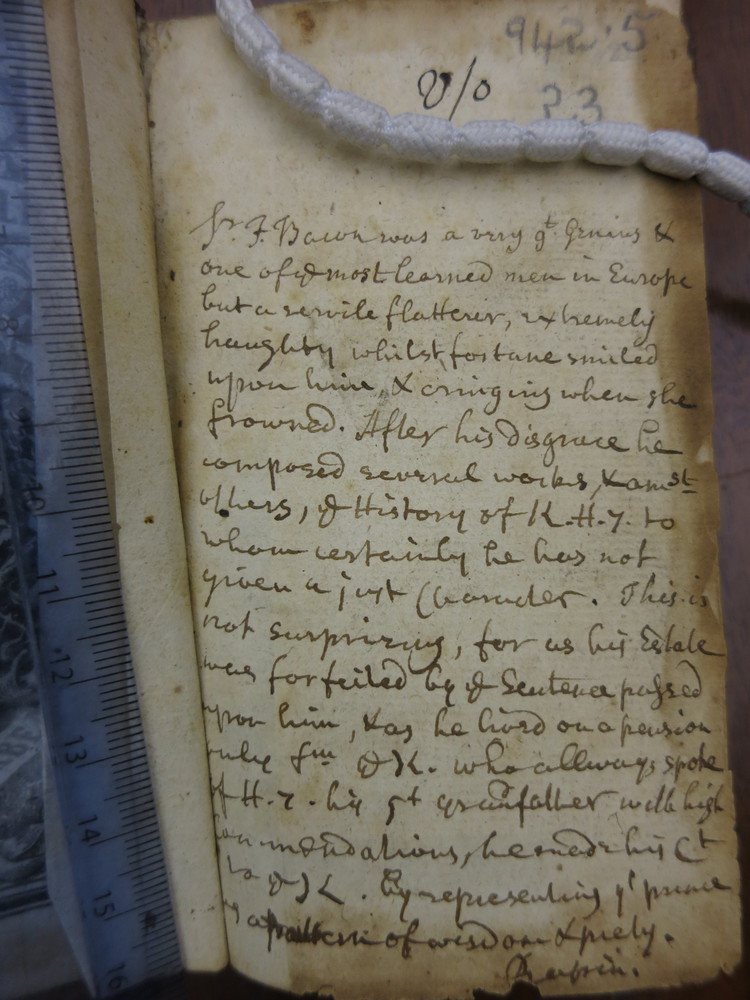 942.5
V/o 23
Sr. F. Bacon was a very gt. Genius &
one of ye most learned men in Europe
but a servile flatterer, extremely
haughty whilst fortune smiled
upon him, & cringing when she
frowned. After his disgrace he
composed several works, & amst
others, ye History of K. H. 7. to
whom certainly he has not
given a just Character. This is
not surprizing, for as his Estate
was forfeited by ye Sentence passed
upon him, & as he lived on a pension
only fm ye K. who allways spoke
of H. 7. his gt grandfather with high
commendations, he made his Ct
to ye K. By representing yt prince
as a pattern of wisdom & piety.
Rapin.
10
11
12
13
14
15
16